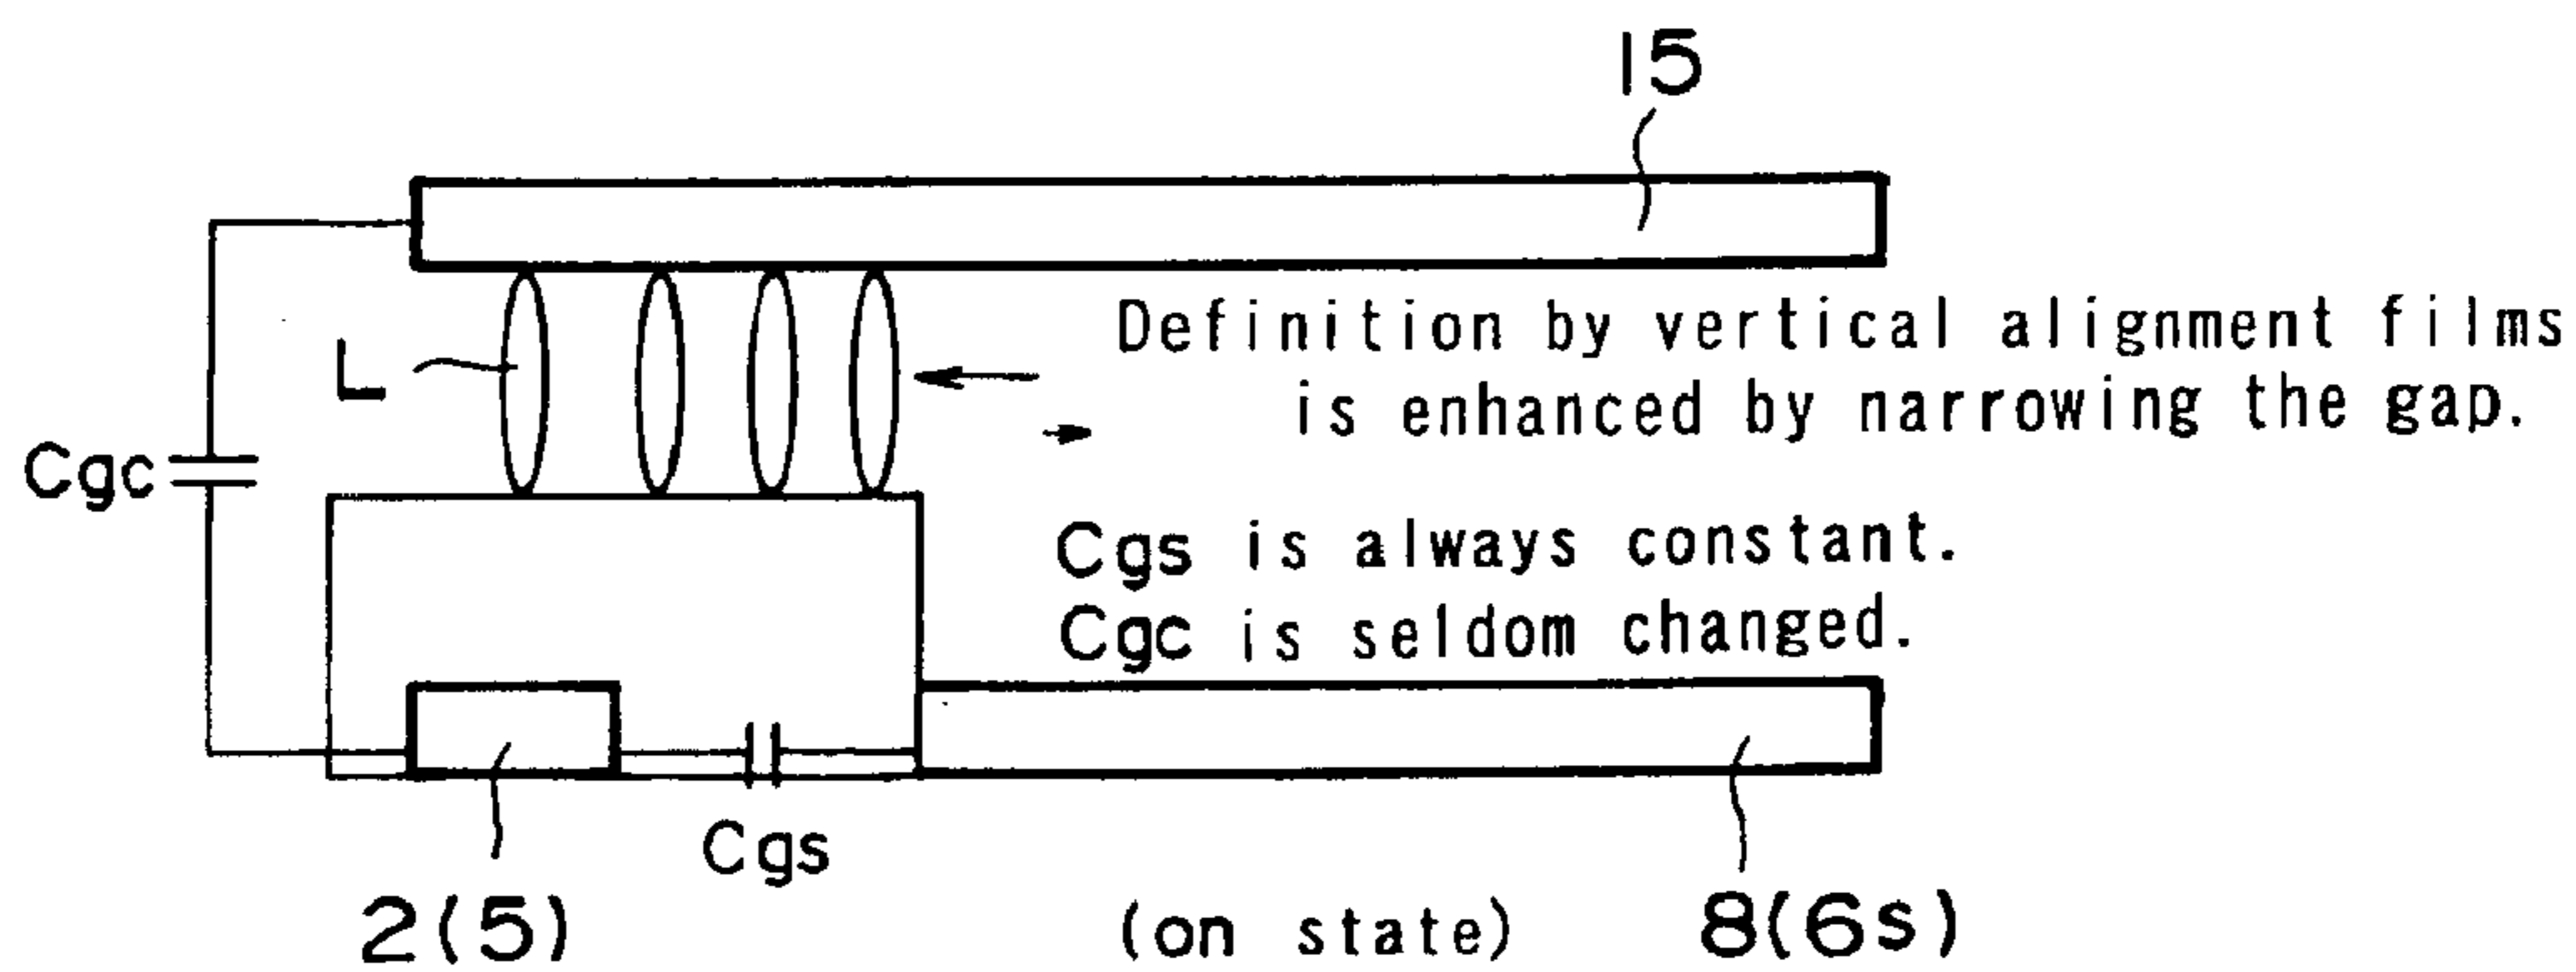 15
L
Definition by vertical alignment films
is enhanced by narrowing the gap.
Cgc
Cgs is always constant.
Cgc is seldom changed.
Cgs
2(5)
(on state)
8(6s)